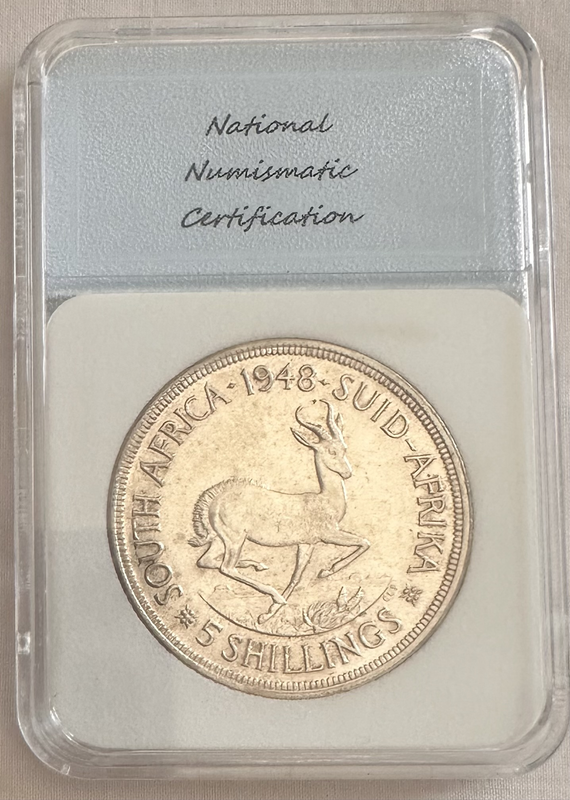 National
Numismatic
Certification
SOUTH AFRICA · 1948 · SUID-AFRIKA
5 SHILLINGS